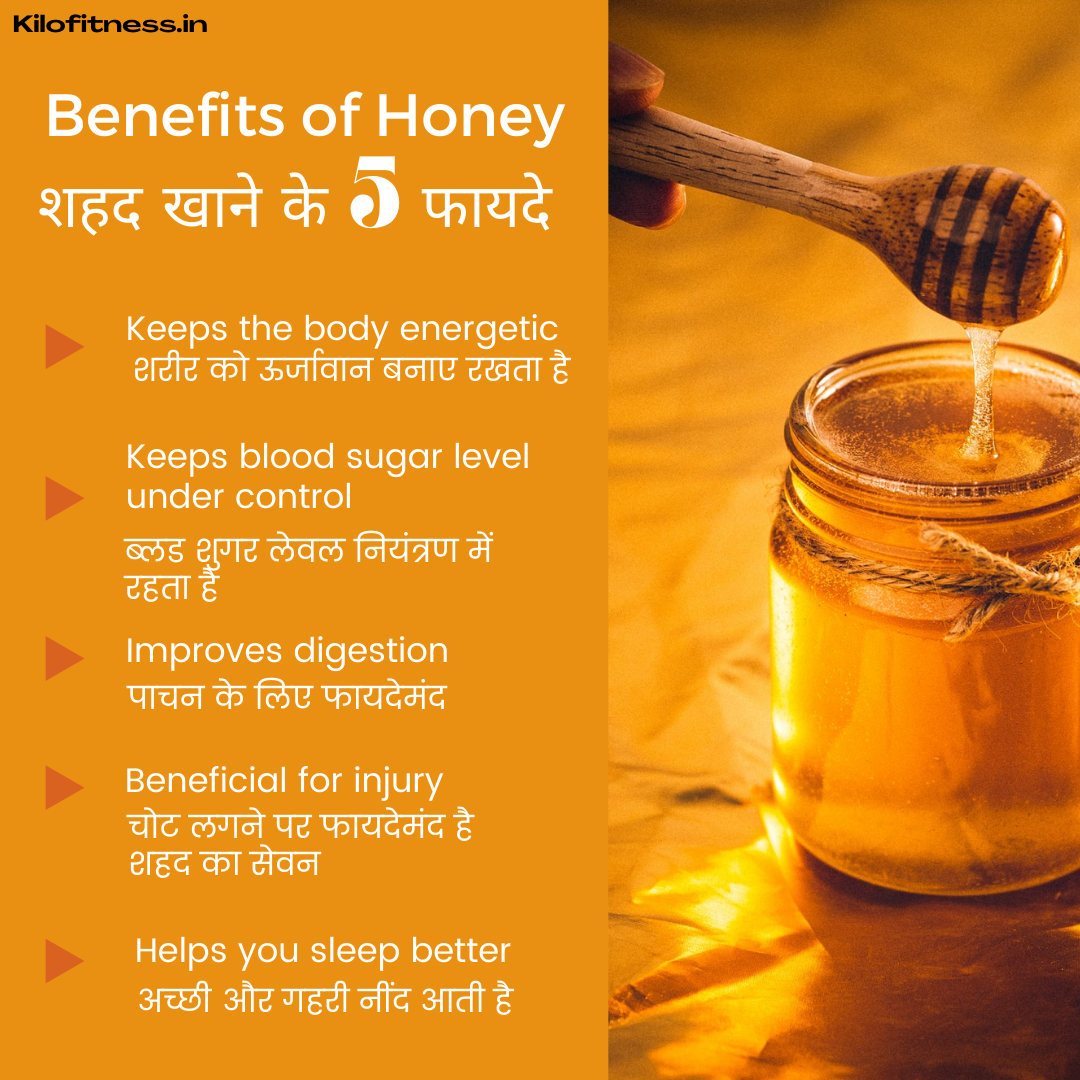 Kilofitness.in
Benefits of Honey
शहद खाने के 5 फायदे
Keeps the body energetic
शरीर को ऊर्जावान बनाए रखता है
Keeps blood sugar level
under control
ब्लड शुगर लेवल नियंत्रण में
रहता है
Improves digestion
पाचन के लिए फायदेमंद
Beneficial for injury
चोट लगने पर फायदेमंद है
शहद का सेवन
Helps you sleep better
अच्छी और गहरी नींद आती है